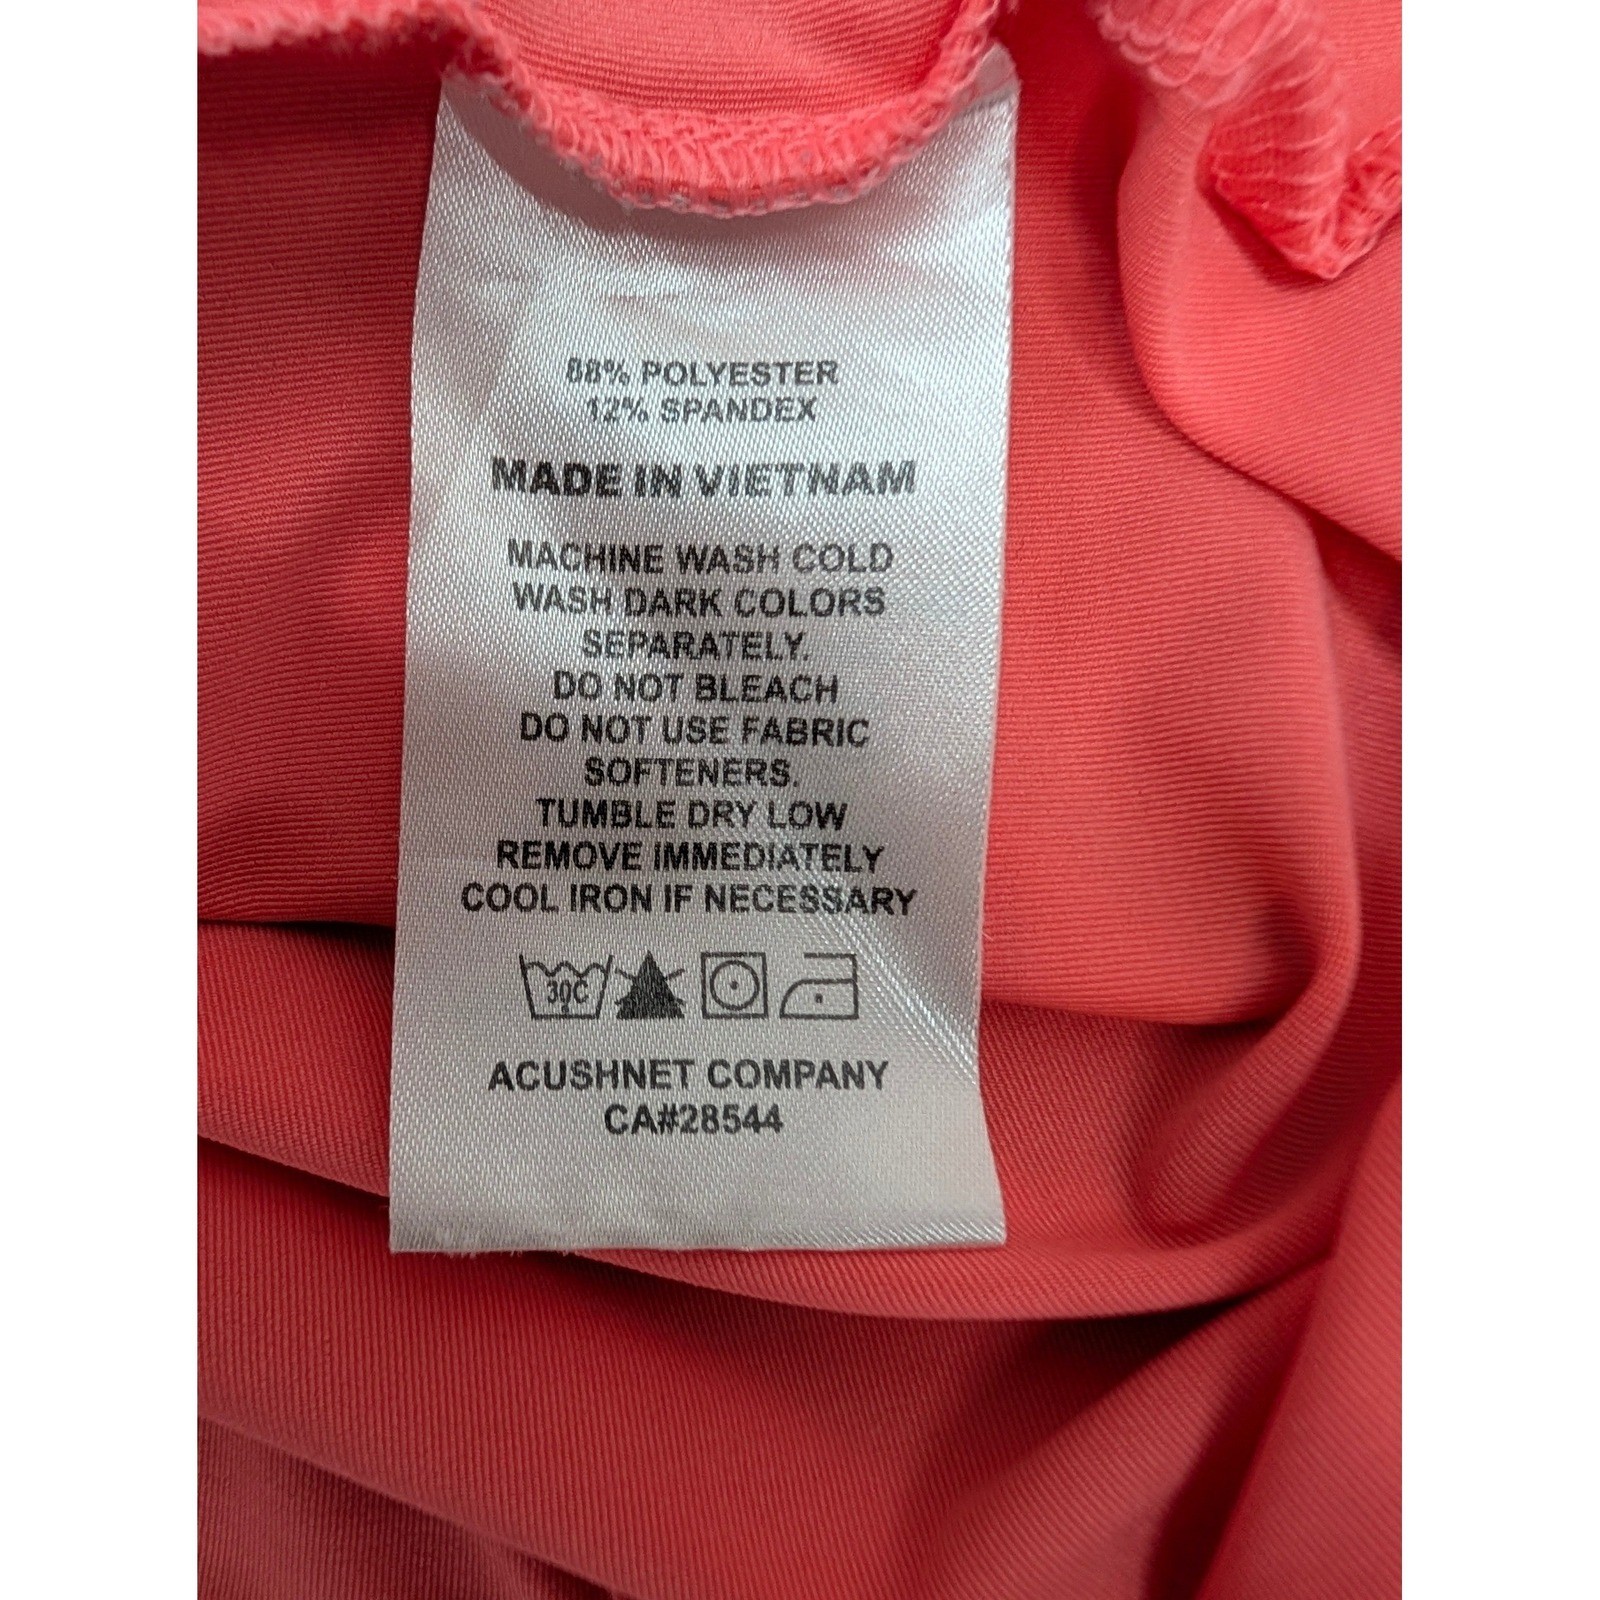 88% POLYESTER
12% SPANDEX
MADE IN VIETNAM
MACHINE WASH COLD
WASH DARK COLORS
SEPARATELY.
DO NOT BLEACH
DO NOT USE FABRIC
SOFTENERS.
TUMBLE DRY LOW
REMOVE IMMEDIATELY
COOL IRON IF NECESSARY
30C
ACUSHNET COMPANY
CA#28544